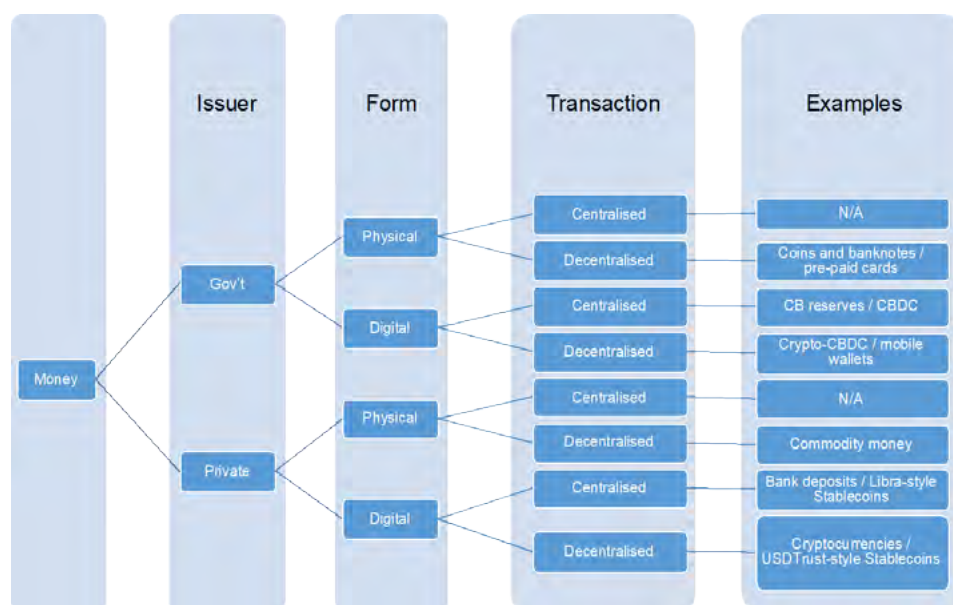 Issuer
Form
Transaction
Examples
Money
Gov't
Private
Physical
Digital
Physical
Digital
Centralised
Decentralised
Centralised
Decentralised
Centralised
Decentralised
Centralised
Decentralised
N/A
Coins and banknotes /
pre-paid cards
CB reserves / CBDC
Crypto-CBDC / mobile
wallets
N/A
Commodity money
Bank deposits / Libra-style
Stablecoins
Cryptocurrencies /
USDTrust-style Stablecoins